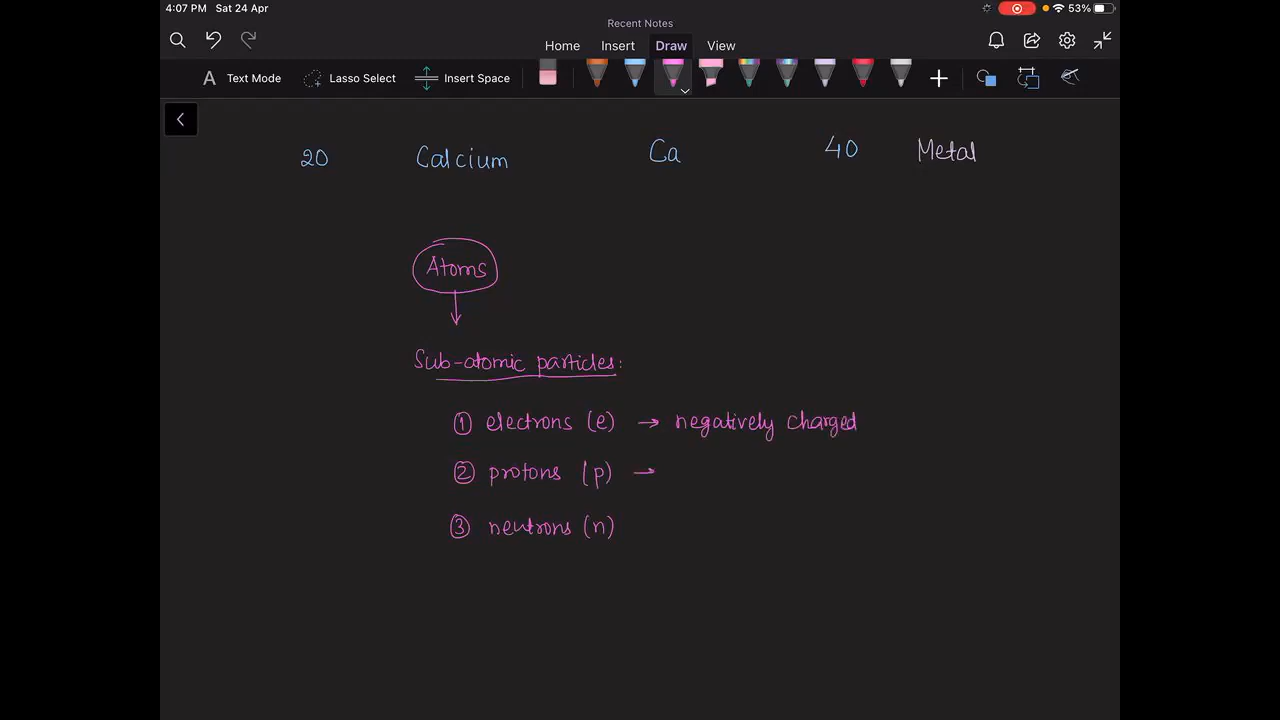 4:07 PM Sat 24 Apr 53%
Recent Notes
Home Insert Draw View
A Text Mode Lasso Select Insert Space
20 Calcium Ca 40 Metal
Atoms
Sub-atomic particles:
1 electrons (e) → negatively charged
2 protons (p) →
3 neutrons (n)